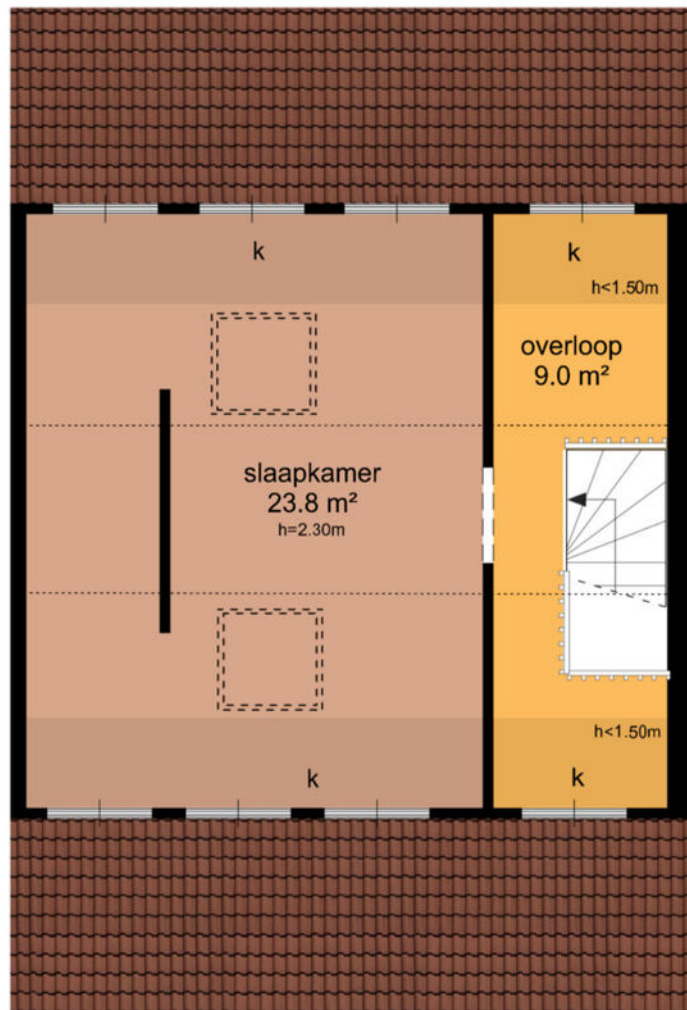 k
k
h<1.50m
overloop
9.0 m²
slaapkamer
23.8 m²
h=2.30m
h<1.50m
k
k